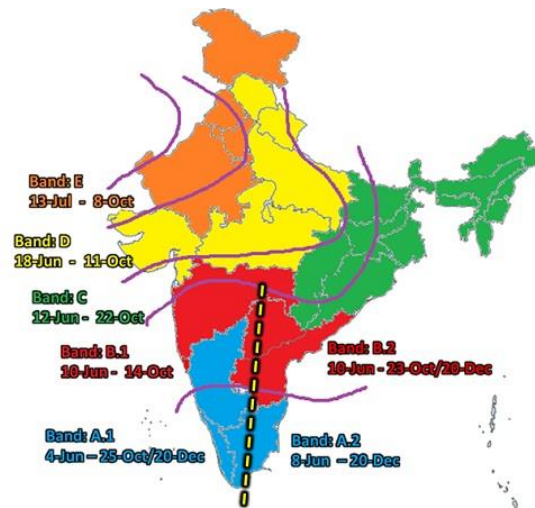 Band: E
13-Jul - 8-Oct
Band: D
18-Jun - 11-Oct
Band: C
12-Jun - 22-Oct
Band: B.1
10-Jun - 14-Oct
Band: B.2
10-Jun - 23-Oct/20-Dec
Band: A.1
4-Jun – 25-Oct/20-Dec
Band: A.2
8-Jun – 20-Dec